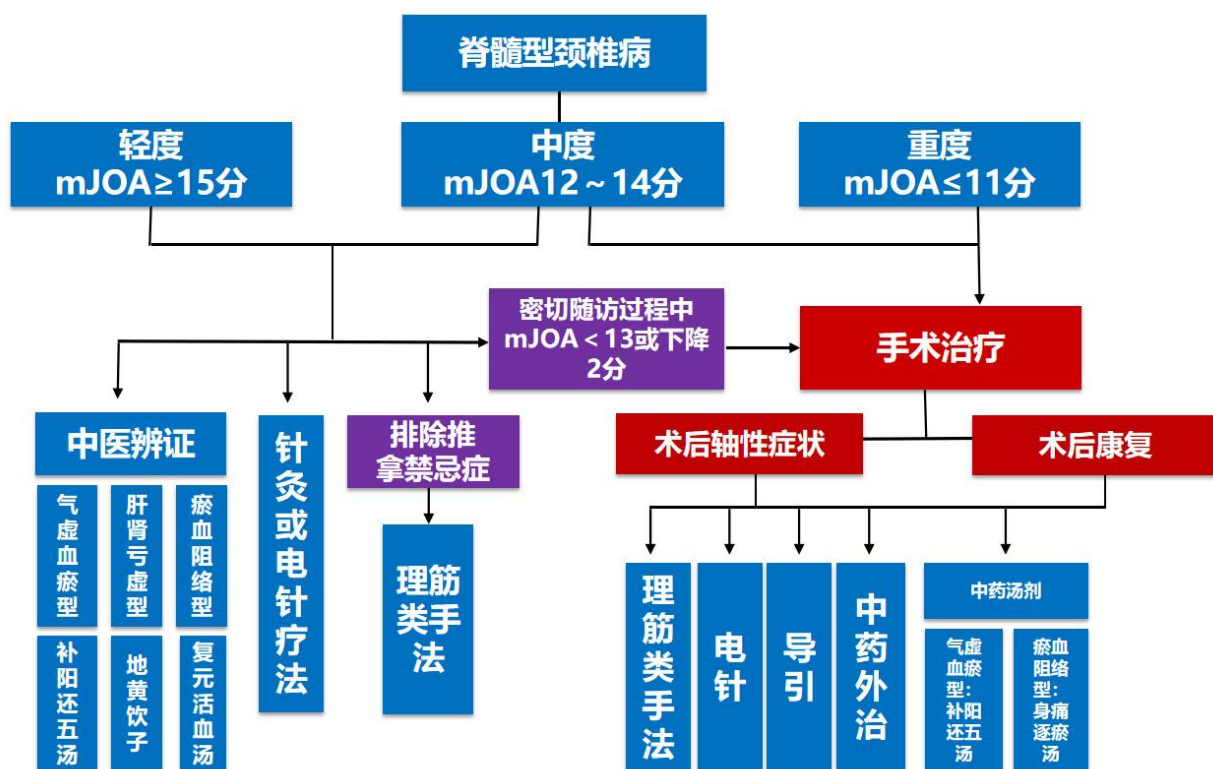 脊髓型颈椎病
轻度
mJOA≥15分
中度
mJOA12～14分
重度
mJOA≤11分
密切随访过程中
mJOA＜13或下降
2分
手术治疗
中医辨证
气虚血瘀型
肝肾亏虚型
瘀血阻络型
补阳还五汤
地黄饮子
复元活血汤
针灸或电针疗法
排除推
拿禁忌症
理筋
类手
法
术后轴性症状
术后康复
理筋类手法
电针
导引
中药外治
中药汤剂
气虚
血瘀
型：
补阳
还五
汤
瘀血
阻络
型：
身痛
逐瘀
汤